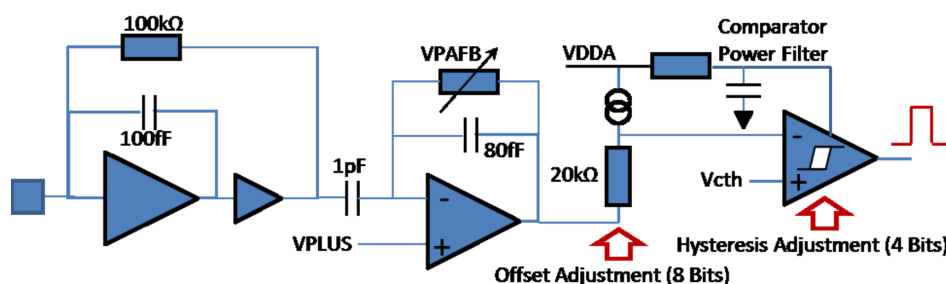 100kΩ
100fF
1pF
VPAFB
80fF
VPLUS
-
+
VDDA
20kΩ
Offset Adjustment (8 Bits)
Comparator
Power Filter
-
Vcth
+
Hysteresis Adjustment (4 Bits)